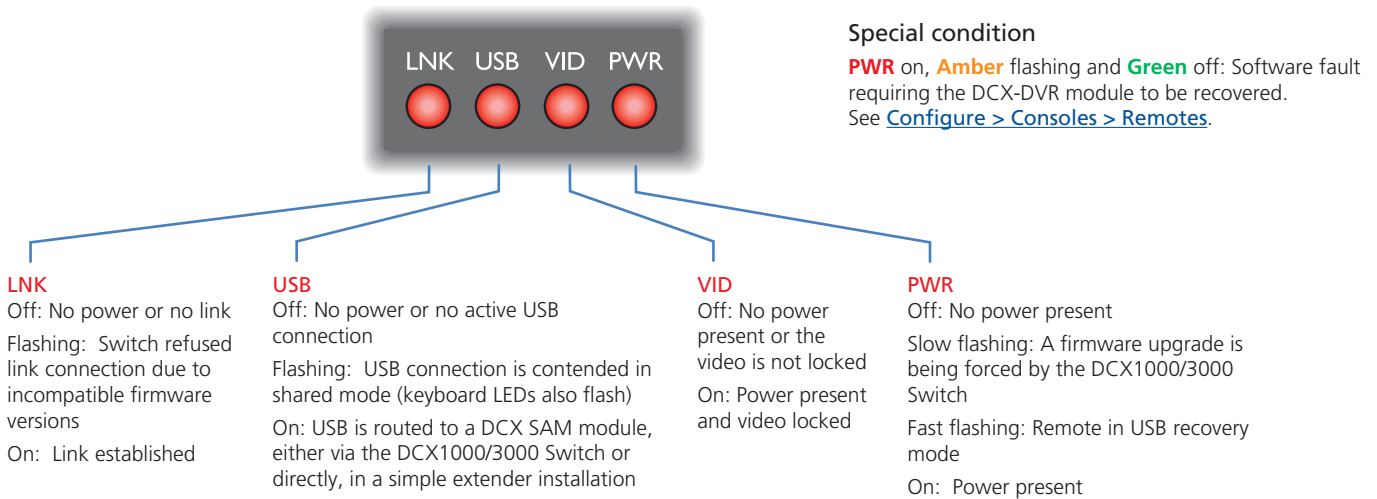 LNK USB VID PWR
Special condition
PWR on, Amber flashing and Green off: Software fault
requiring the DCX-DVR module to be recovered.
See Configure > Consoles > Remotes.
LNK
Off: No power or no link
Flashing: Switch refused
link connection due to
incompatible firmware
versions
On: Link established
USB
Off: No power or no active USB
connection
Flashing: USB connection is contended in
shared mode (keyboard LEDs also flash)
On: USB is routed to a DCX SAM module,
either via the DCX1000/3000 Switch or
directly, in a simple extender installation
VID
Off: No power
present or the
video is not locked
On: Power present
and video locked
PWR
Off: No power present
Slow flashing: A firmware upgrade is
being forced by the DCX1000/3000
Switch
Fast flashing: Remote in USB recovery
mode
On: Power present